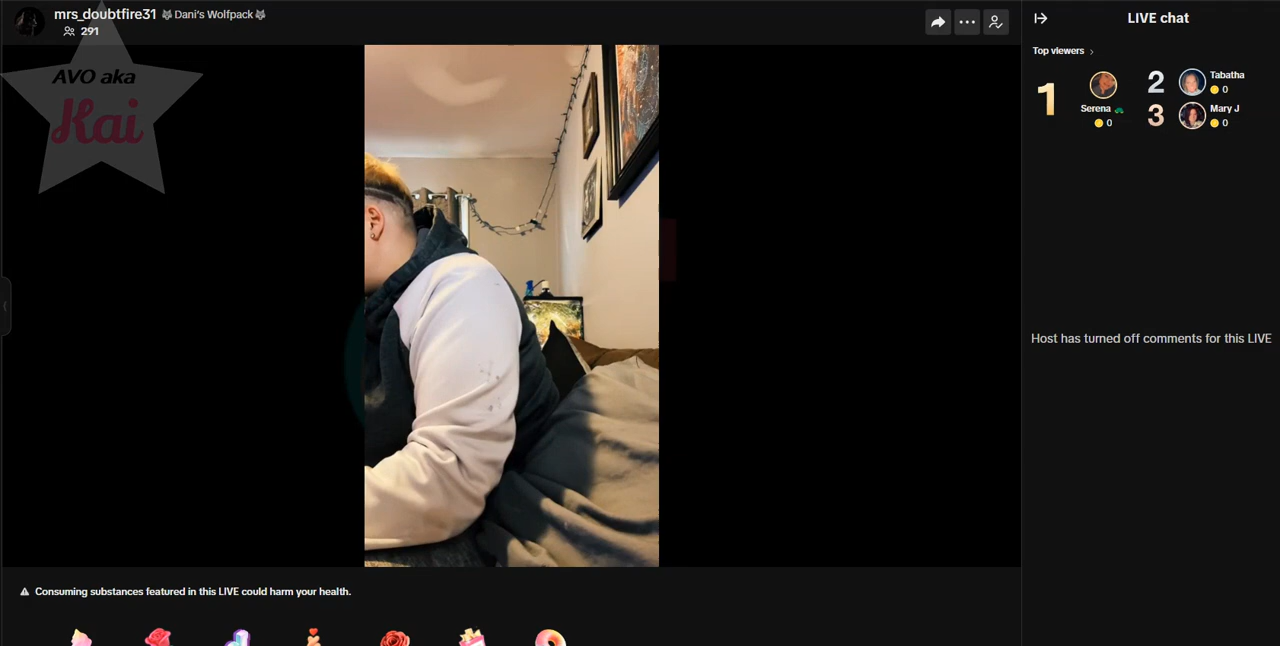 mrs_doubtfire31 🐺Dani's Wolfpack🐺
291
AVO aka
Kai
LIVE chat
Top viewers
1
Serena
0
2
Tabatha
0
3
Mary J
0
Host has turned off comments for this LIVE
Consuming substances featured in this LIVE could harm your health.